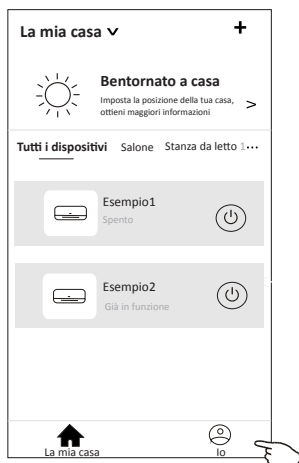 La mia casa
Bentornato a casa
Imposta la posizione della tua casa,
ottieni maggiori informazioni
Tutti i dispositivi Salone Stanza da letto 1...
Esempio1
Spento
Esempio2
Già in funzione
La mia casa Io